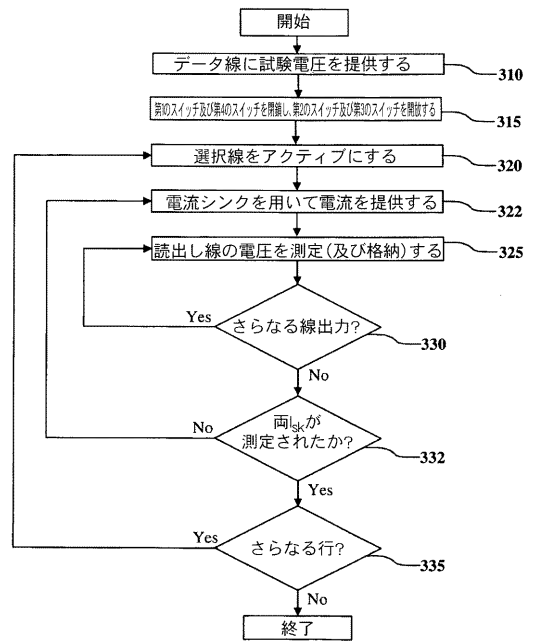 開始
データ線に試験電圧を提供する
310
第1のスイッチ及び第4のスイッチを閉鎖し、第2のスイッチ及び第3のスイッチを開放する
315
選択線をアクティブにする
320
電流シンクを用いて電流を提供する
322
読出し線の電圧を測定(及び格納)する
325
さらなる線出力?
Yes
330
No
両ISKが
測定されたか?
No
332
Yes
さらなる行?
Yes
335
No
終了